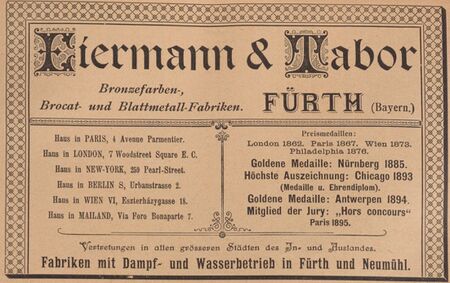 Eiermann & Tabor
Bronzefarben-,
Brocat- und Blattmetall-Fabriken.
FÜRTH (Bayern.)
Haus in PARIS, 4 Avenue Parmentier.
Haus in LONDON, 7 Woodstreet Square E. C.
Haus in NEW-YORK, 250 Pearl-Street.
Haus in BERLIN S, Urbanstrasse 2.
Haus in WIEN VI, Eszterházygasse 18.
Haus in MAILAND, Via Foro Bonaparte 7.
Preismedaillen:
London 1862. Paris 1867. Wien 1873.
Philadelphia 1876.
Goldene Medaille: Nürnberg 1885.
Höchste Auszeichnung: Chicago 1893
(Medaille u. Ehrendiplom).
Goldene Medaille: Antwerpen 1894.
Mitglied der Jury: „Hors concours"
Paris 1895.
Vertretungen in allen grösseren Städten des In- und Auslandes.
Fabriken mit Dampf- und Wasserbetrieb in Fürth und Neumühl.